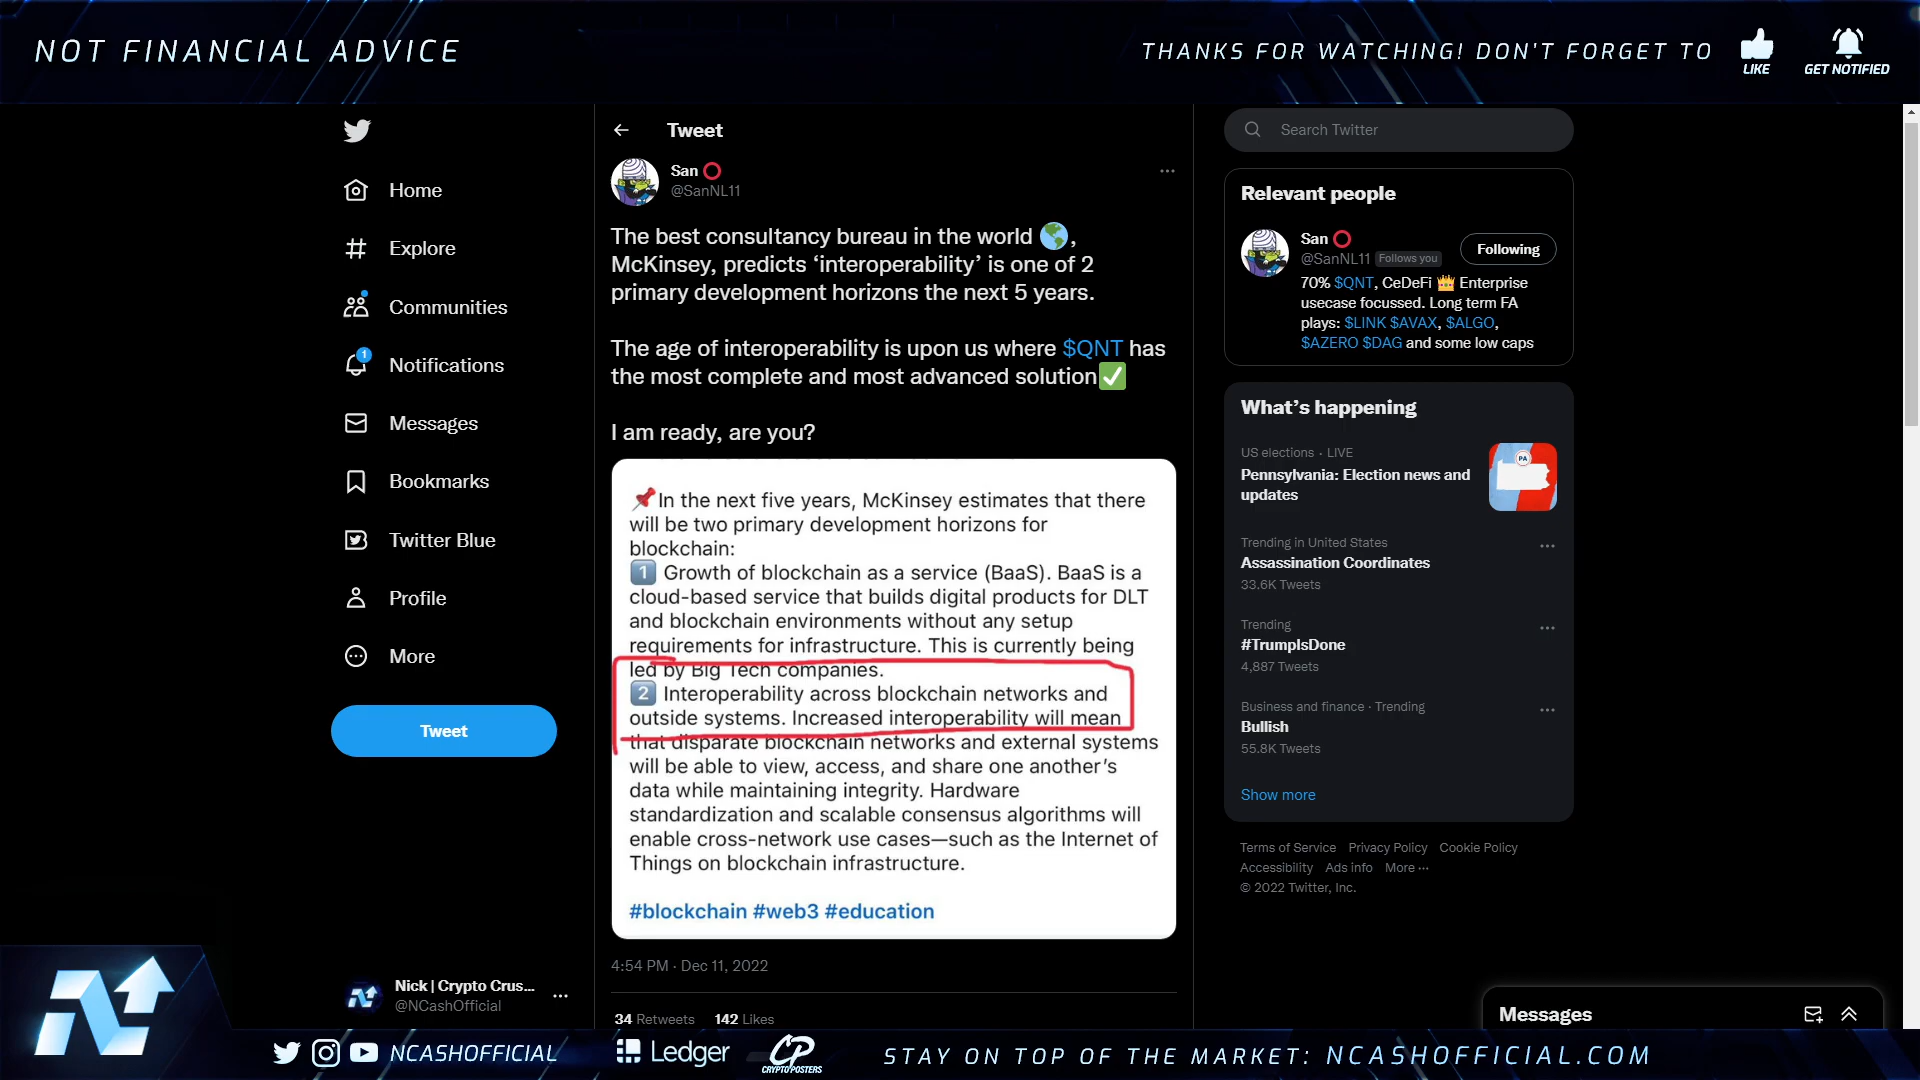 NOT FINANCIAL ADVICE
THANKS FOR WATCHING! DON'T FORGET TO
LIKE
GET NOTIFIED
Home
Explore
Communities
1
Notifications
Messages
Bookmarks
Twitter Blue
Profile
More
Tweet
Nick | Crypto Crus...
@NCashOfficial
Tweet
San
@SanNL11
The best consultancy bureau in the world 🌎,
McKinsey, predicts ‘interoperability’ is one of 2
primary development horizons the next 5 years.
The age of interoperability is upon us where $QNT has
the most complete and most advanced solution✅
I am ready, are you?
📌In the next five years, McKinsey estimates that there
will be two primary development horizons for
blockchain:
1️⃣ Growth of blockchain as a service (BaaS). BaaS is a
cloud-based service that builds digital products for DLT
and blockchain environments without any setup
requirements for infrastructure. This is currently being
led by Big Tech companies.
2️⃣ Interoperability across blockchain networks and
outside systems. Increased interoperability will mean
that disparate blockchain networks and external systems
will be able to view, access, and share one another’s
data while maintaining integrity. Hardware
standardization and scalable consensus algorithms will
enable cross-network use cases—such as the Internet of
Things on blockchain infrastructure.
#blockchain #web3 #education
4:54 PM · Dec 11, 2022
34 Retweets 142 Likes
Search Twitter
Relevant people
San
@SanNL11 Follows you
Following
70% $QNT, CeDeFi 👑 Enterprise
usecase focussed. Long term FA
plays: $LINK $AVAX, $ALGO,
$AZERO $DAG and some low caps
What’s happening
US elections · LIVE
Pennsylvania: Election news and
updates
PA
Trending in United States
Assassination Coordinates
33.6K Tweets
Trending
#TrumpIsDone
4,887 Tweets
Business and finance · Trending
Bullish
55.8K Tweets
Show more
Terms of Service Privacy Policy Cookie Policy
Accessibility Ads info More ···
© 2022 Twitter, Inc.
Messages
NCASHOFFICIAL
Ledger
CP
CRYPTOPOSTERS
STAY ON TOP OF THE MARKET: NCASHOFFICIAL.COM